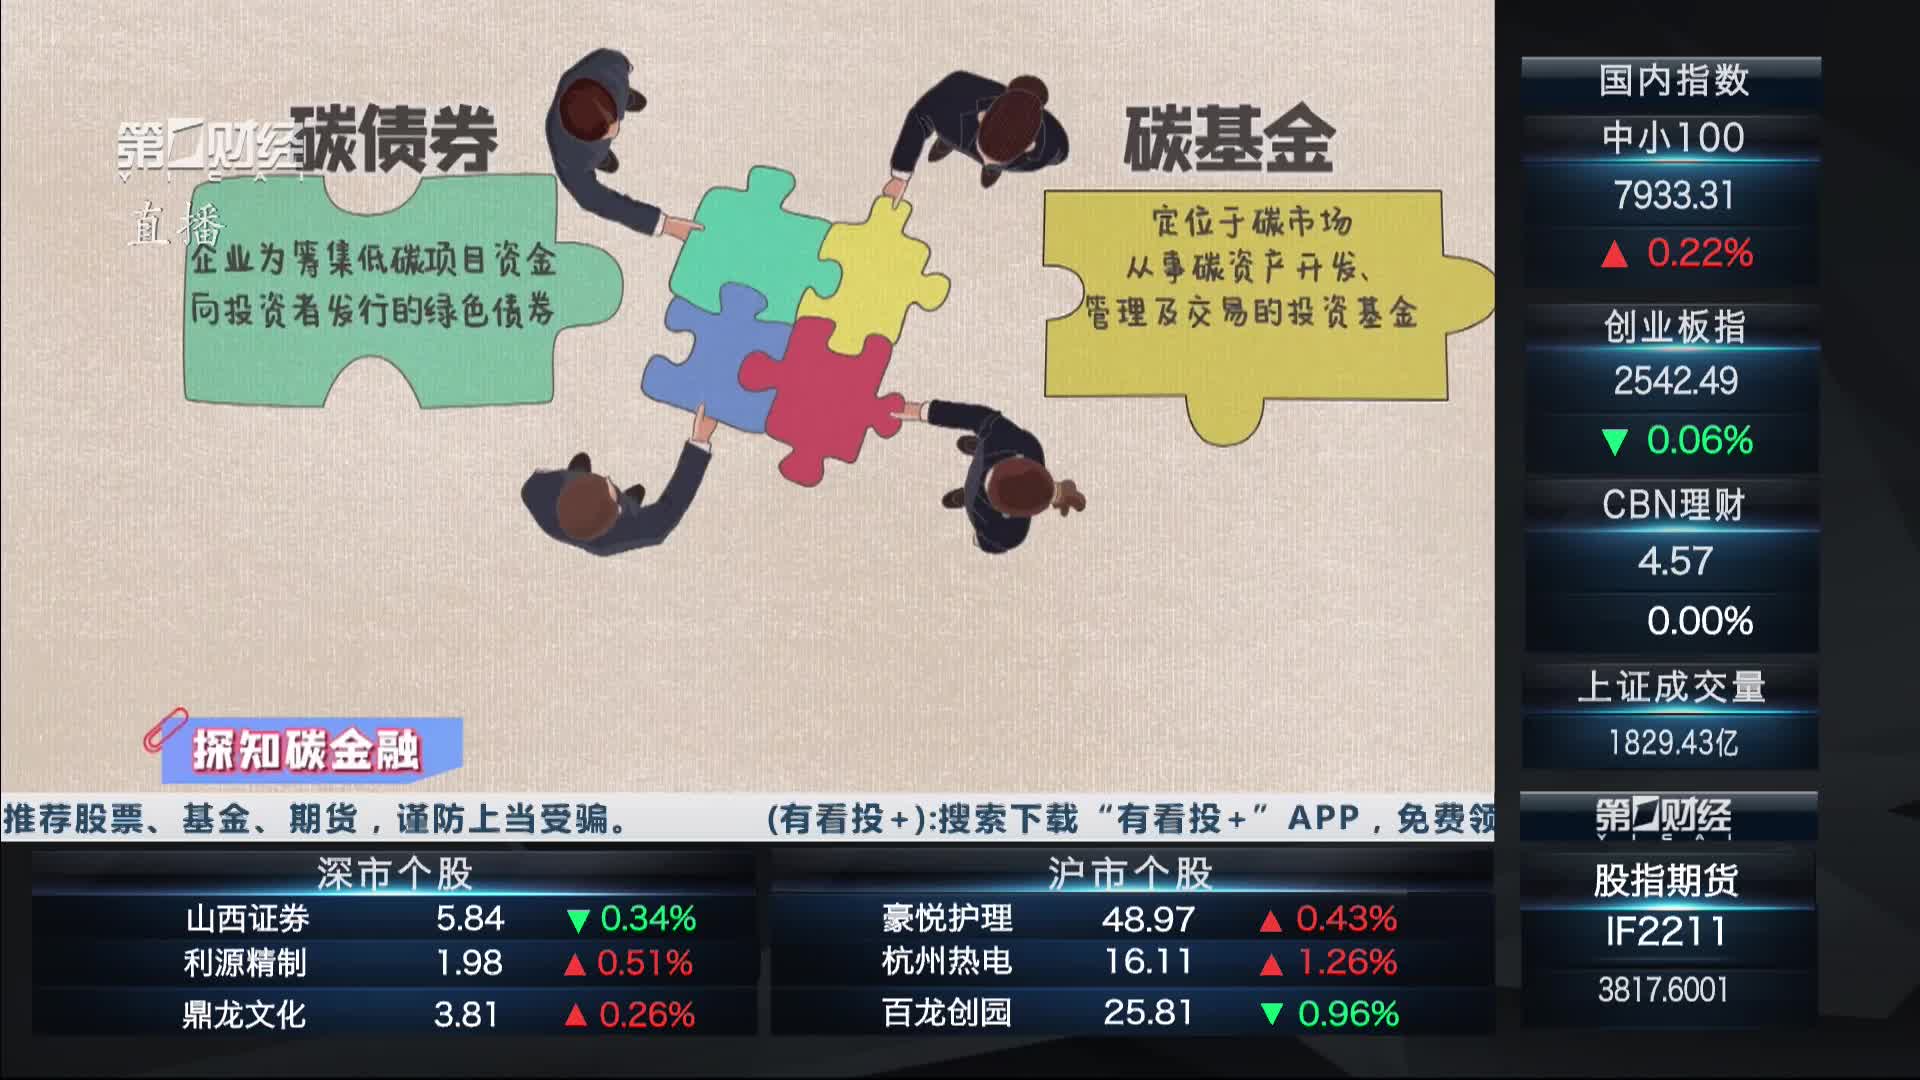 碳债券
碳基金
第一财经
YICAI
直播
企业为筹集低碳项目资金
向投资者发行的绿色债券
定位于碳市场
从事碳资产开发、
管理及交易的投资基金
探知碳金融
推荐股票、基金、期货，谨防上当受骗。 (有看投+):搜索下载“有看投+”APP，免费领
深市个股
山西证券 5.84 ▼ 0.34%
利源精制 1.98 ▲ 0.51%
鼎龙文化 3.81 ▲ 0.26%
沪市个股
豪悦护理 48.97 ▲ 0.43%
杭州热电 16.11 ▲ 1.26%
百龙创园 25.81 ▼ 0.96%
国内指数
中小100
7933.31
▲ 0.22%
创业板指
2542.49
▼ 0.06%
CBN理财
4.57
0.00%
上证成交量
1829.43亿
第一财经
YICAI
股指期货
IF2211
3817.6001